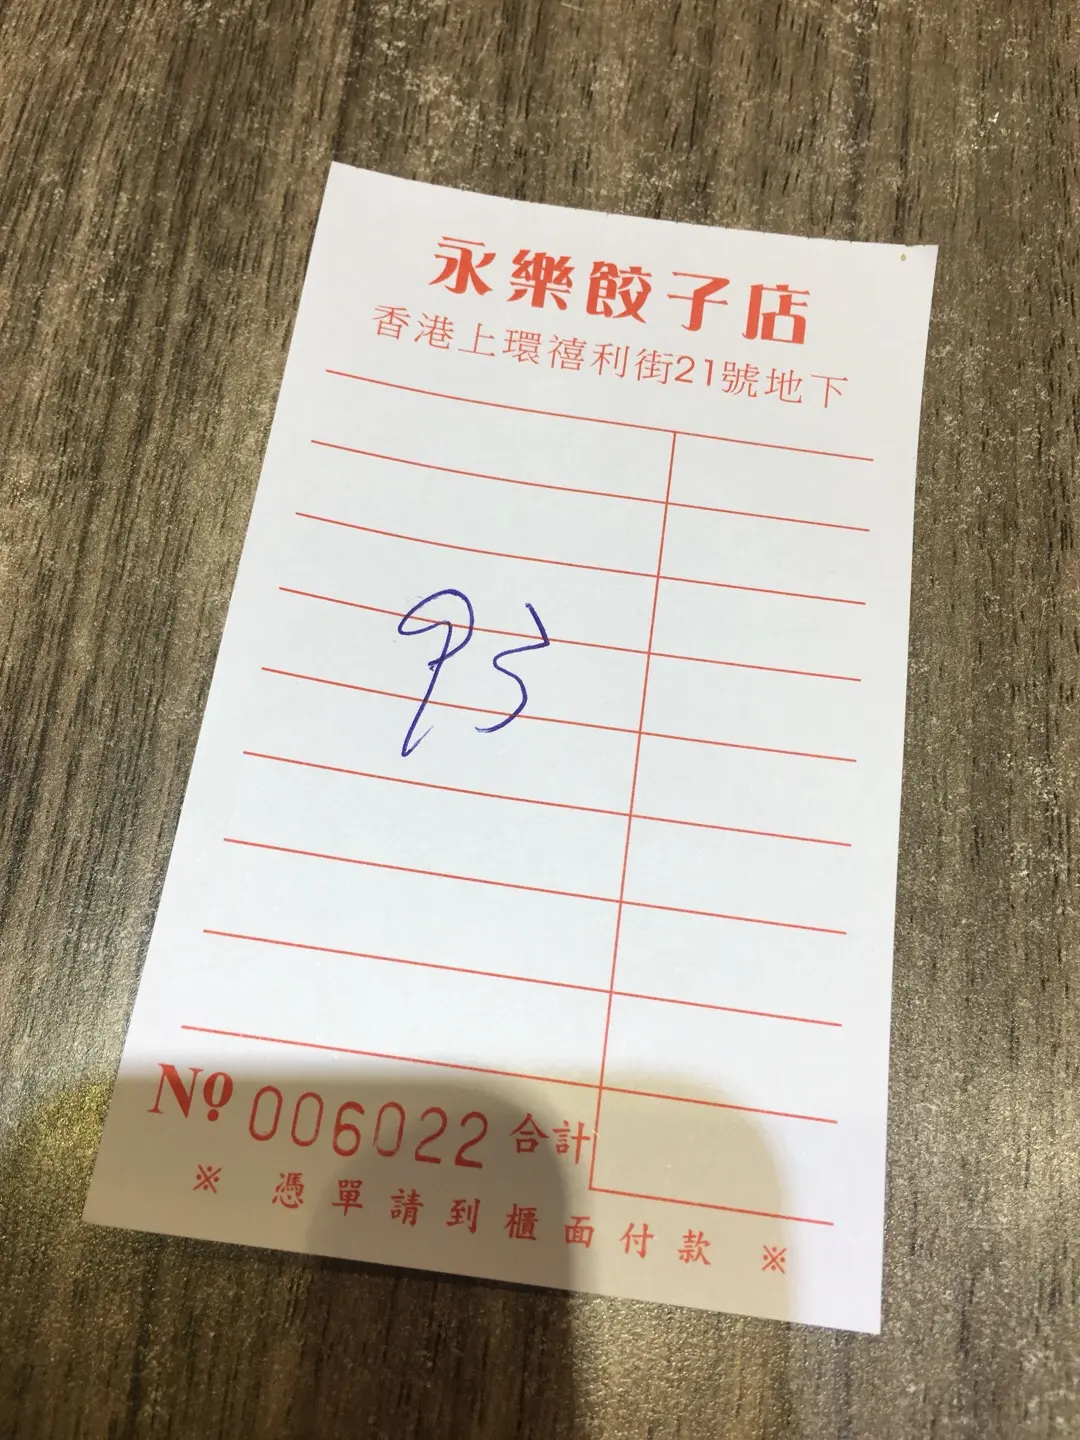 永樂餃子店
香港上環禧利街21號地下
93
Nº 006022 合計
※ 憑單請到櫃面付款 ※